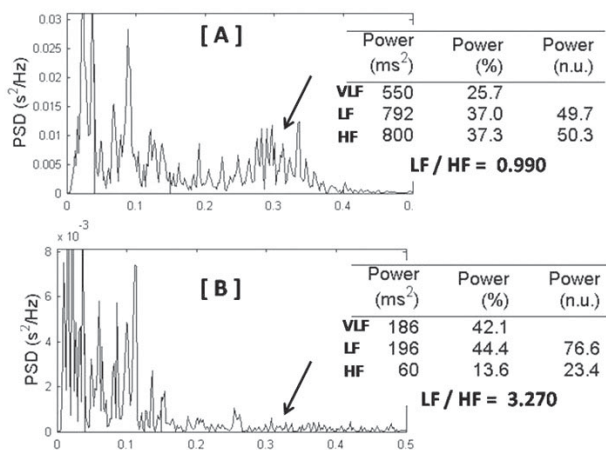 [ A ]
PSD (s²/Hz)
0.03
0.025
0.02
0.015
0.01
0.005
0
0 0.1 0.2 0.3 0.4 0.5
Power Power Power
(ms²) (%) (n.u.)
VLF 550 25.7
LF 792 37.0 49.7
HF 800 37.3 50.3
LF / HF = 0.990
x 10⁻³
[ B ]
PSD (s²/Hz)
8
6
4
2
0
0 0.1 0.2 0.3 0.4 0.5
Power Power Power
(ms²) (%) (n.u.)
VLF 186 42.1
LF 196 44.4 76.6
HF 60 13.6 23.4
LF / HF = 3.270